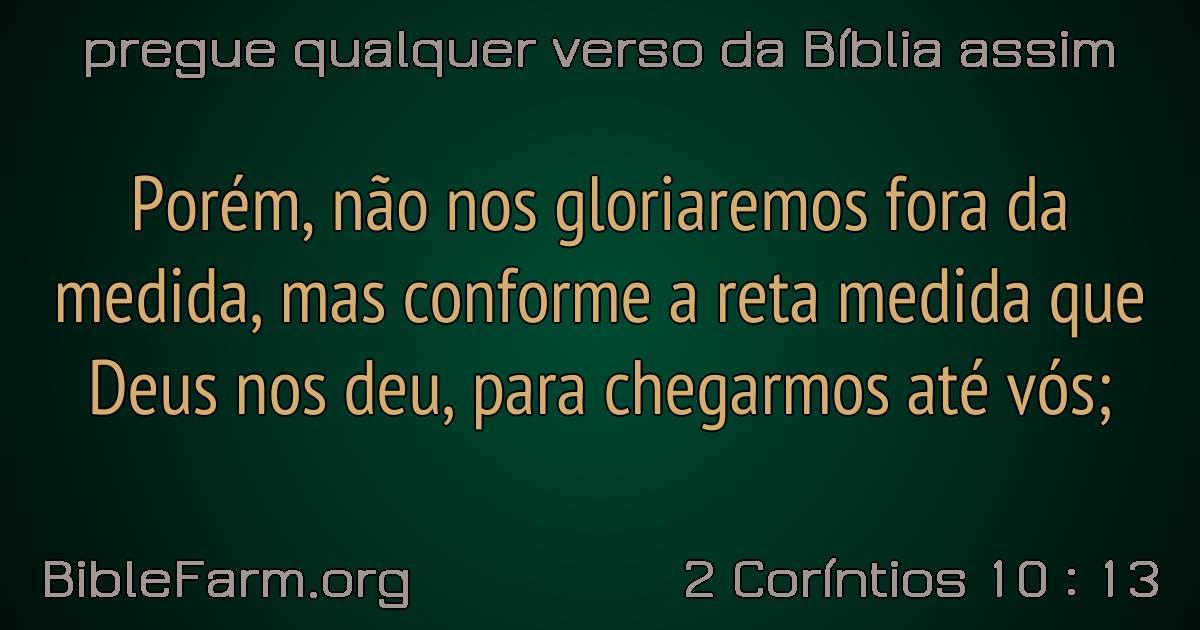 pregue qualquer verso da Bíblia assim
Porém, não nos gloriaremos fora da
medida, mas conforme a reta medida que
Deus nos deu, para chegarmos até vós;
BibleFarm.org
2 Coríntios 10 : 13